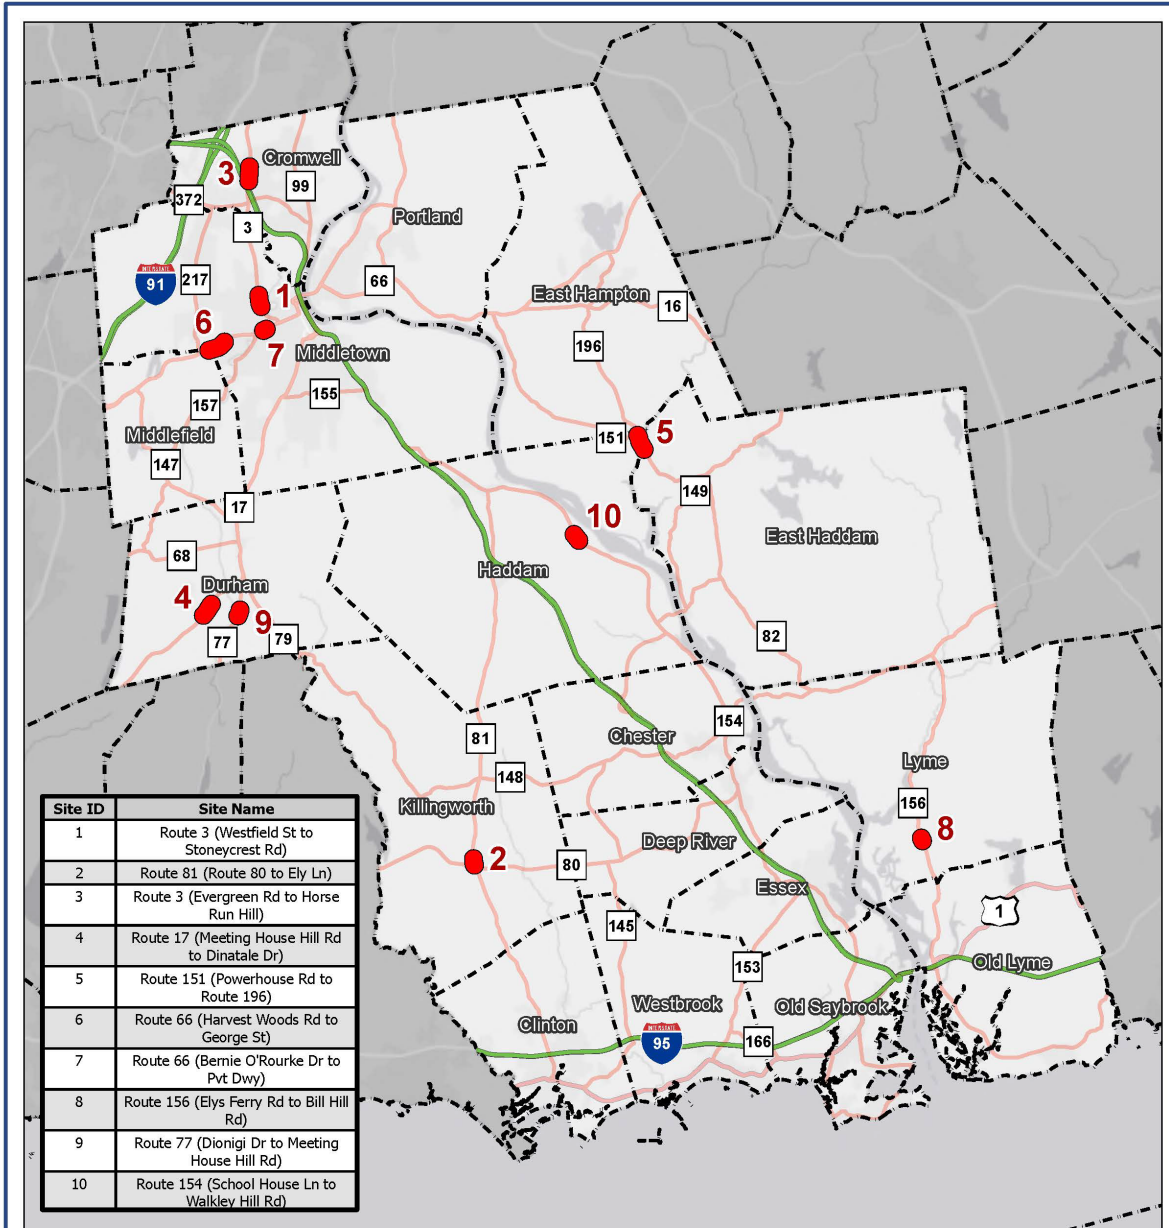 Cromwell
3
99
372
3
Portland
INTERSTATE
91
217
66
1
East Hampton
16
6
7
196
Middletown
155
157
Middlefield
151
5
147
149
17
10
East Haddam
68
Haddam
Durham
4
9
77
79
82
154
81
Chester
148
Lyme
156
Killingworth
8
Deep River
2
80
Essex
145
1
153
Old Lyme
Westbrook
Old Saybrook
Clinton
INTERSTATE
95
166
Site ID Site Name
1 Route 3 (Westfield St to
Stoneycrest Rd)
2 Route 81 (Route 80 to Ely Ln)
3 Route 3 (Evergreen Rd to Horse
Run Hill)
4 Route 17 (Meeting House Hill Rd
to Dinatale Dr)
5 Route 151 (Powerhouse Rd to
Route 196)
6 Route 66 (Harvest Woods Rd to
George St)
7 Route 66 (Bernie O'Rourke Dr to
Pvt Dwy)
8 Route 156 (Elys Ferry Rd to Bill Hill
Rd)
9 Route 77 (Dionigi Dr to Meeting
House Hill Rd)
10 Route 154 (School House Ln to
Walkley Hill Rd)